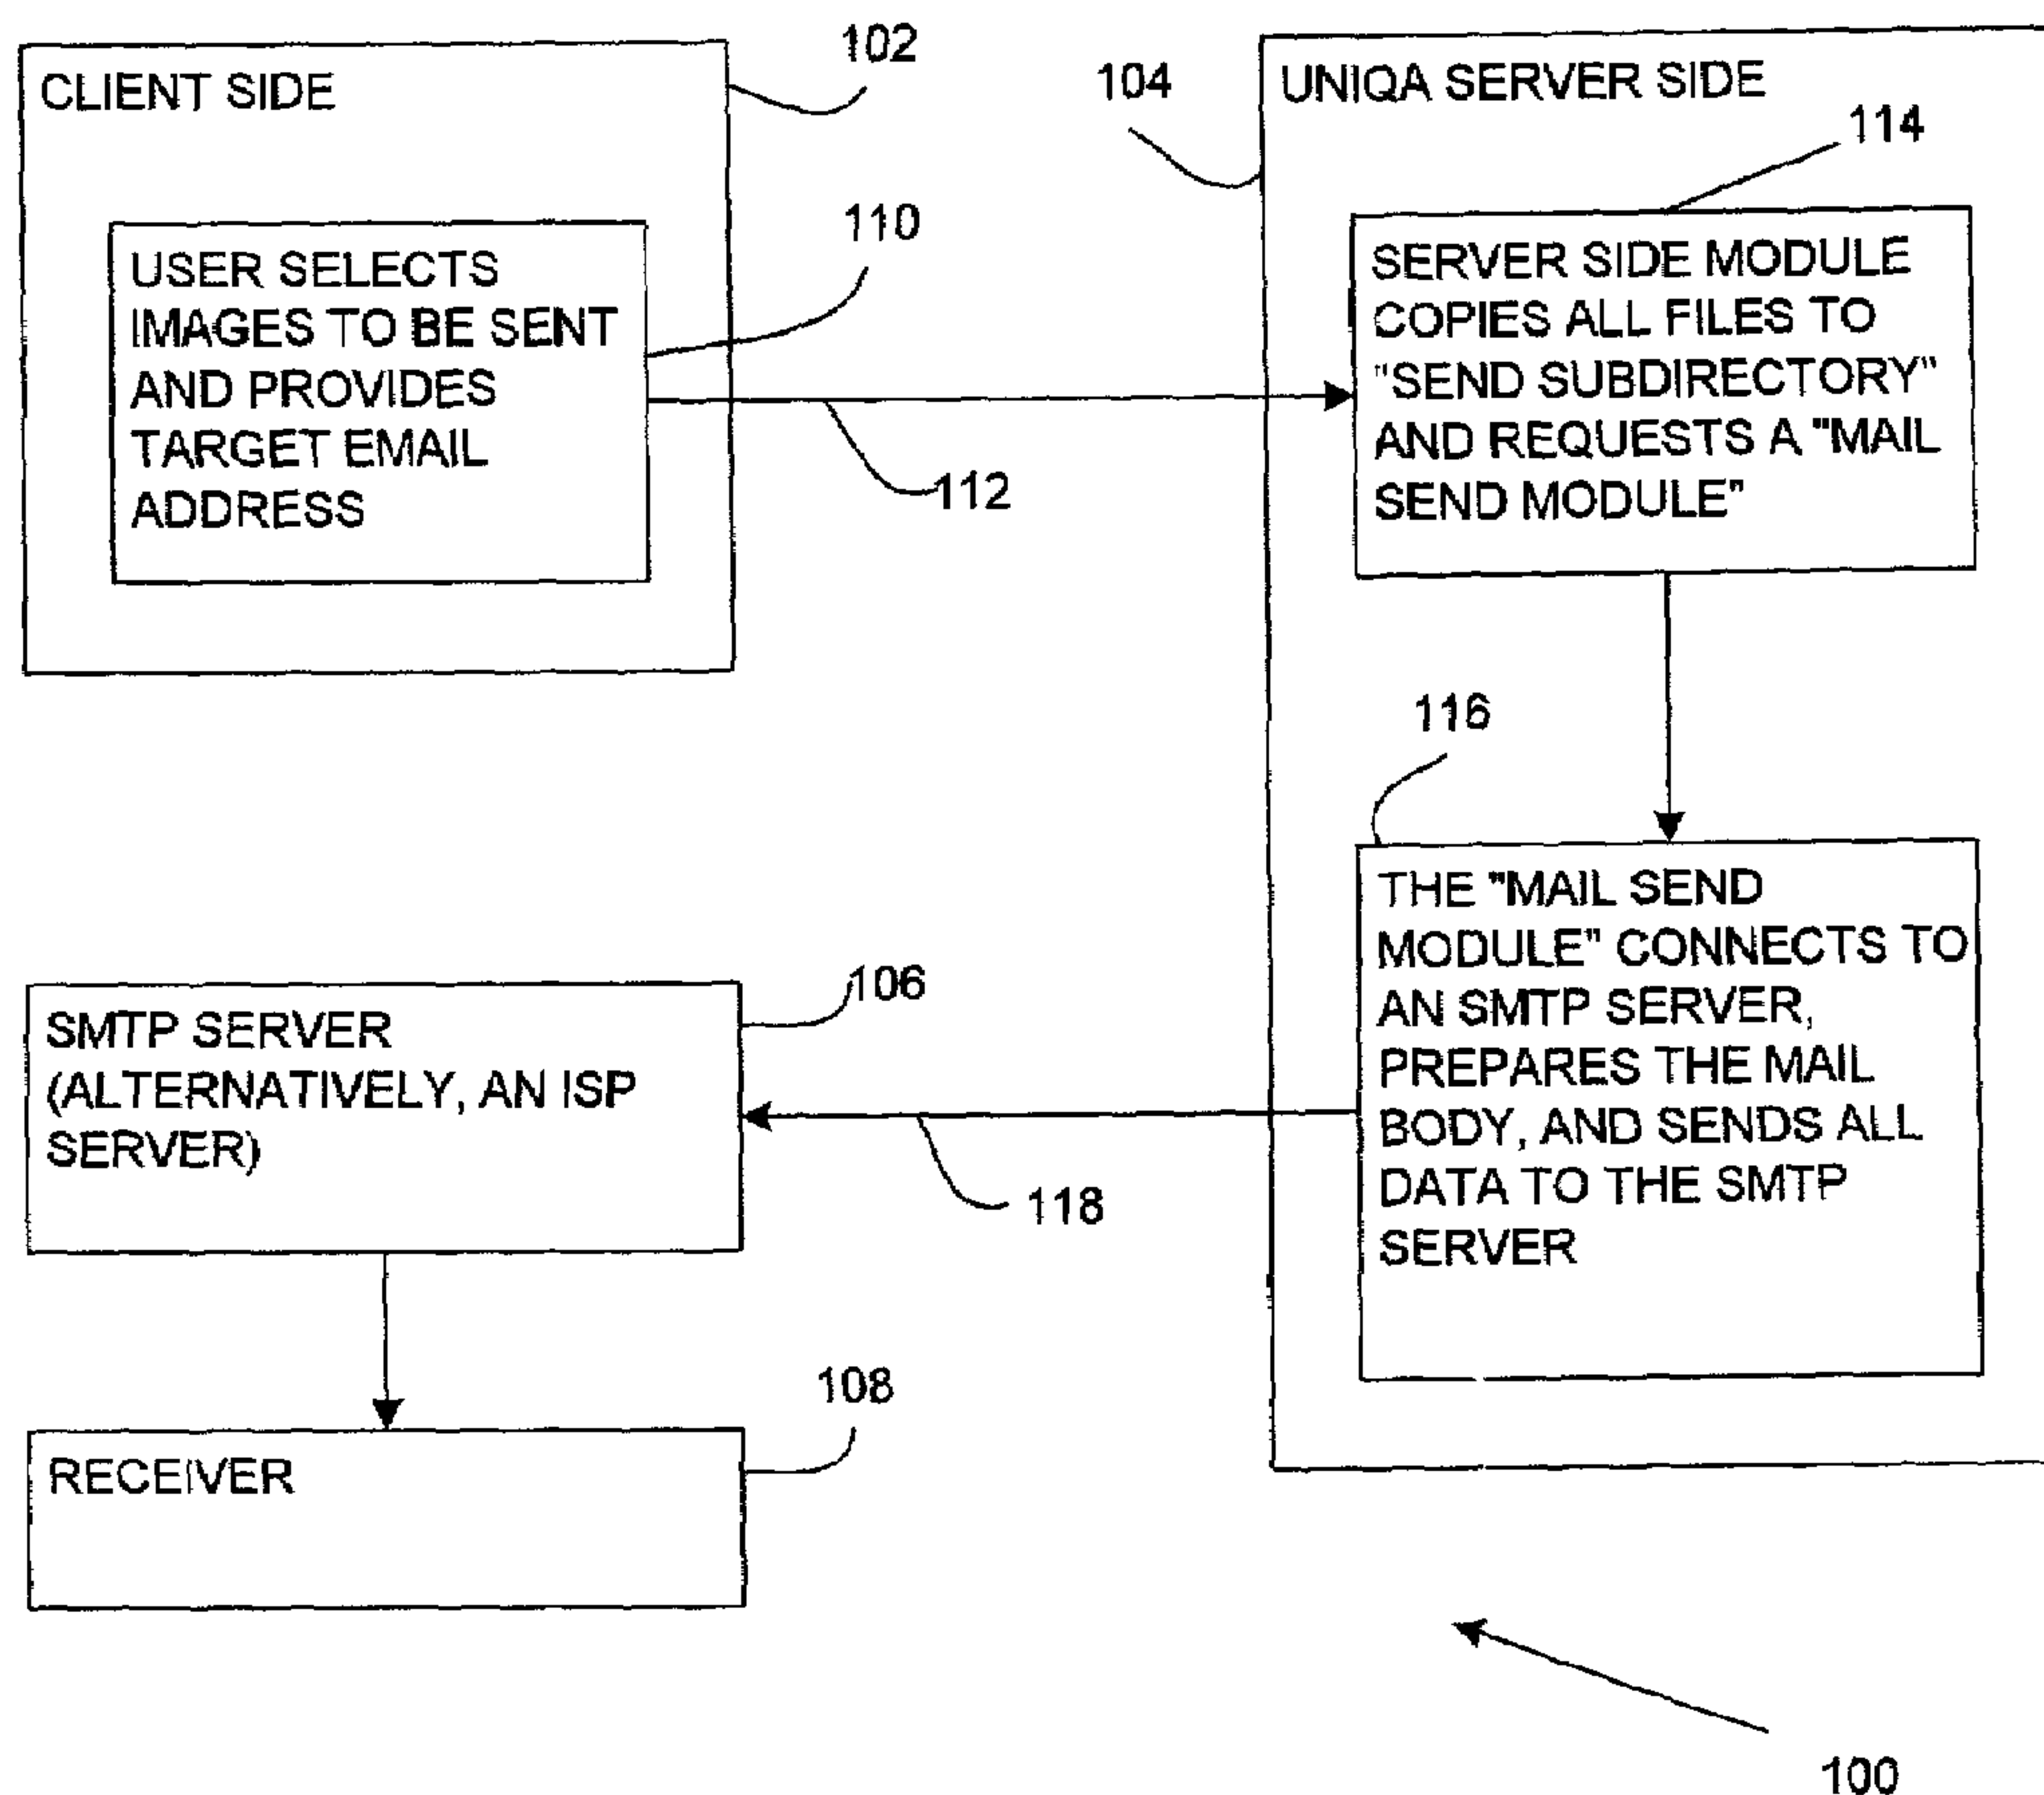 102
CLIENT SIDE
104
UNIQA SERVER SIDE
114
110
USER SELECTS
IMAGES TO BE SENT
AND PROVIDES
TARGET EMAIL
ADDRESS
112
SERVER SIDE MODULE
COPIES ALL FILES TO
"SEND SUBDIRECTORY"
AND REQUESTS A "MAIL
SEND MODULE"
116
THE "MAIL SEND
MODULE" CONNECTS TO
AN SMTP SERVER,
PREPARES THE MAIL
BODY, AND SENDS ALL
DATA TO THE SMTP
SERVER
106
SMTP SERVER
(ALTERNATIVELY, AN ISP
SERVER)
118
108
RECEIVER
100